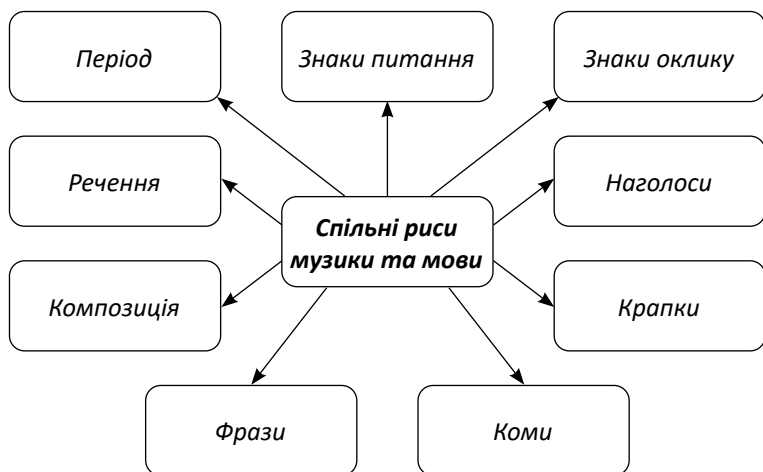 Період
Знаки питання
Знаки оклику
Речення
Наголоси
Спільні риси
музики та мови
Композиція
Крапки
Фрази
Коми